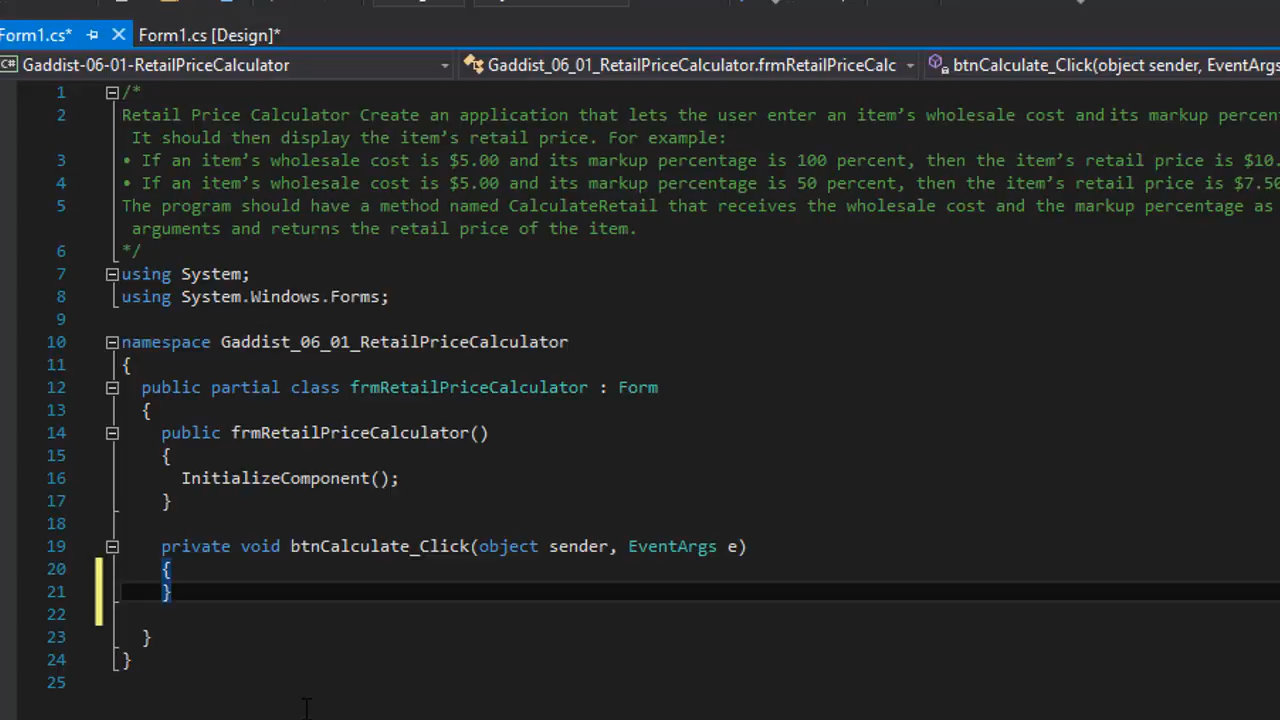 Form1.cs*
Form1.cs [Design]*
C# Gaddist-06-01-RetailPriceCalculator
Gaddist_06_01_RetailPriceCalculator.frmRetailPriceCalc
btnCalculate_Click(object sender, EventArgs
1 /*
2 Retail Price Calculator Create an application that lets the user enter an item’s wholesale cost and its markup percen
It should then display the item’s retail price. For example:
3 • If an item’s wholesale cost is $5.00 and its markup percentage is 100 percent, then the item’s retail price is $10.
4 • If an item’s wholesale cost is $5.00 and its markup percentage is 50 percent, then the item’s retail price is $7.50
5 The program should have a method named CalculateRetail that receives the wholesale cost and the markup percentage as
arguments and returns the retail price of the item.
6 */
7 using System;
8 using System.Windows.Forms;
9
10 namespace Gaddist_06_01_RetailPriceCalculator
11 {
12 public partial class frmRetailPriceCalculator : Form
13 {
14 public frmRetailPriceCalculator()
15 {
16 InitializeComponent();
17 }
18
19 private void btnCalculate_Click(object sender, EventArgs e)
20 {
21 }
22
23 }
24 }
25